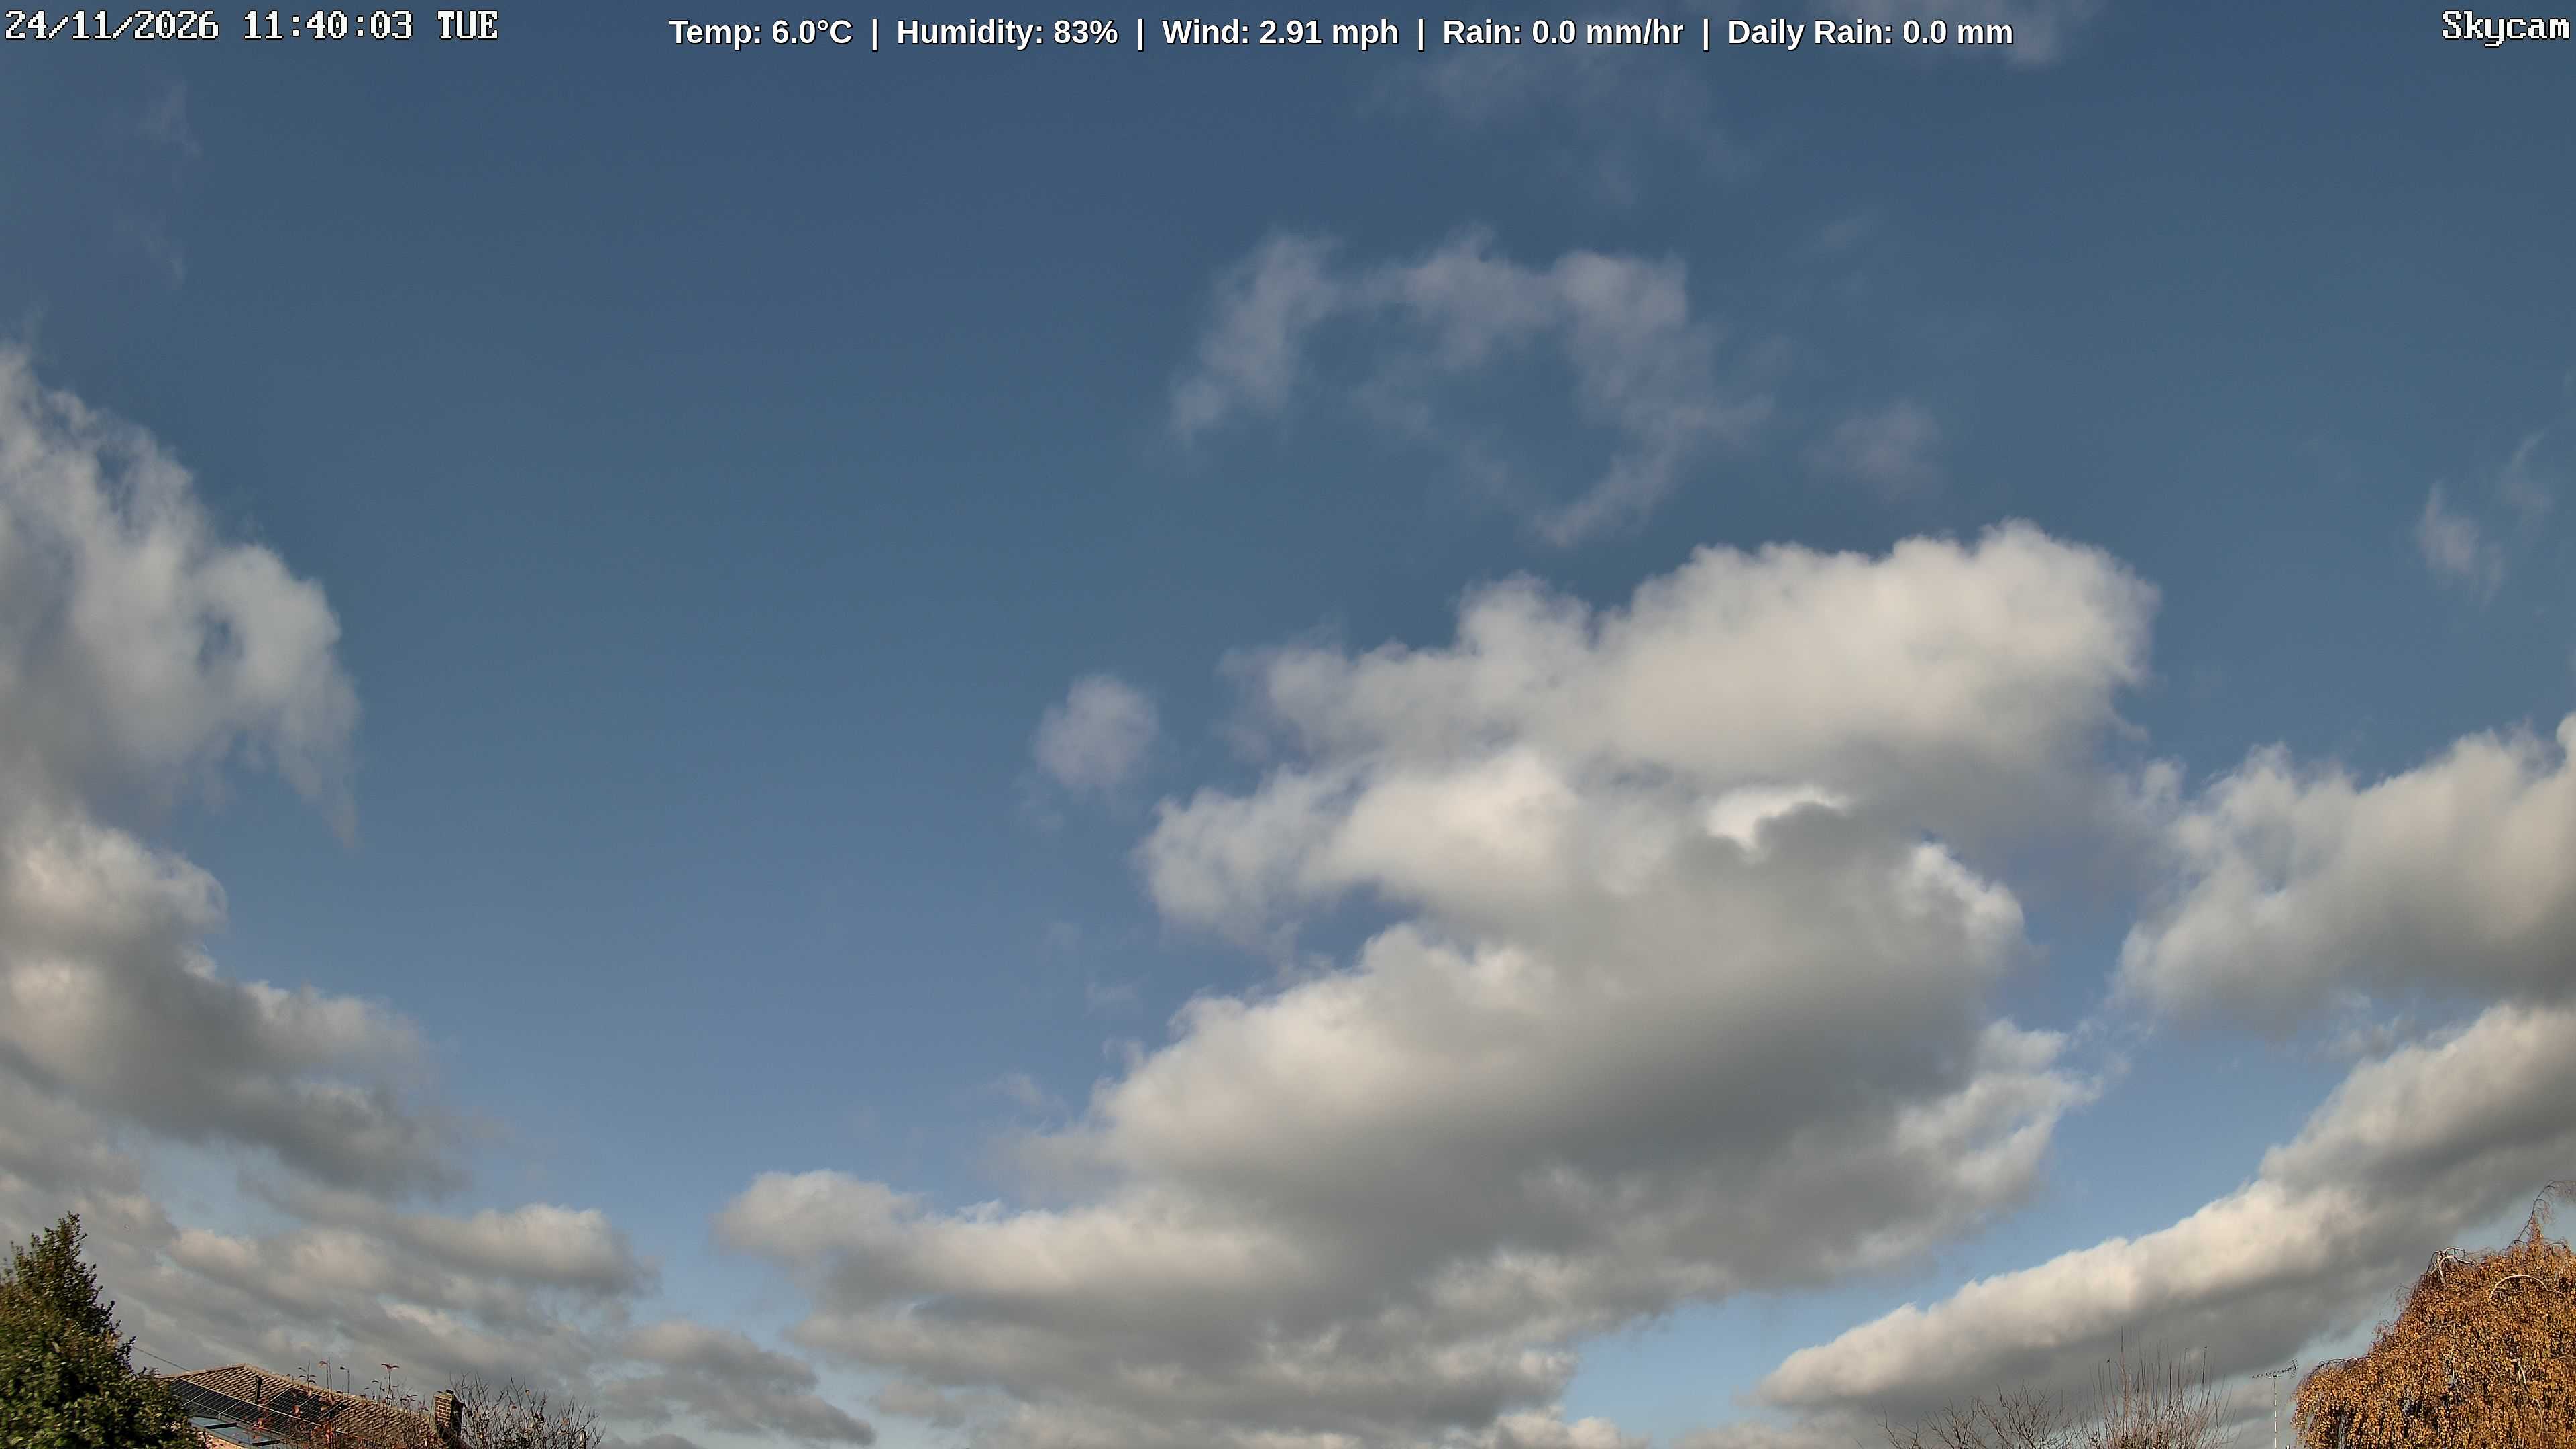 24/11/2026 11:40:03 TUE
Temp: 6.0°C | Humidity: 83% | Wind: 2.91 mph | Rain: 0.0 mm/hr | Daily Rain: 0.0 mm
Skycam